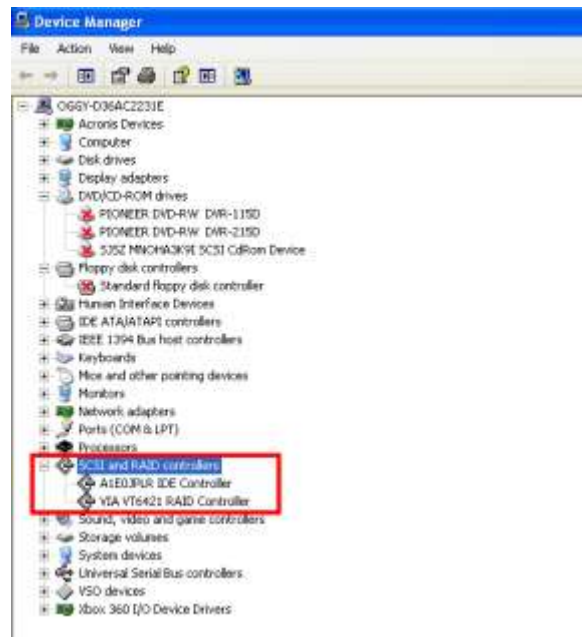 Device Manager
File Action View Help
OGGY-D36AC2231E
Acronis Devices
Computer
Disk drives
Display adapters
DVD/CD-ROM drives
PIONEER DVD-RW DVR-115D
PIONEER DVD-RW DVR-215D
SCSI CdRom Device
Floppy disk controllers
Standard floppy disk controller
Human Interface Devices
IDE ATA/ATAPI controllers
IEEE 1394 Bus host controllers
Keyboards
Mice and other pointing devices
Monitors
Network adapters
Ports (COM & LPT)
Processors
SCSI and RAID controllers
IDE Controller
VIA VT6421 RAID Controller
Sound, video and game controllers
Storage volumes
System devices
Universal Serial Bus controllers
VSO devices
Xbox 360 I/O Device Drivers